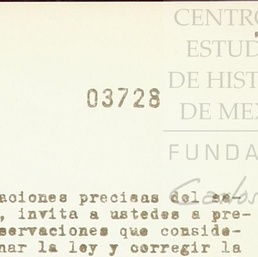 CENTRO
ESTUD
DE HIST
DE MEX
FUNDA
Carlos
03728
aciones precisas del es-
, invita a ustedes a pre-
servaciones que conside-
nar la ley y corregir la